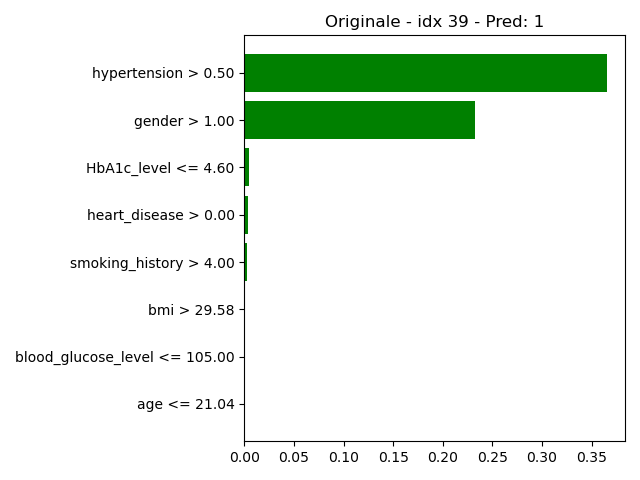 Originale - idx 39 - Pred: 1
hypertension > 0.50
gender > 1.00
HbA1c_level <= 4.60
heart_disease > 0.00
smoking_history > 4.00
bmi > 29.58
blood_glucose_level <= 105.00
age <= 21.04
0.00 0.05 0.10 0.15 0.20 0.25 0.30 0.35